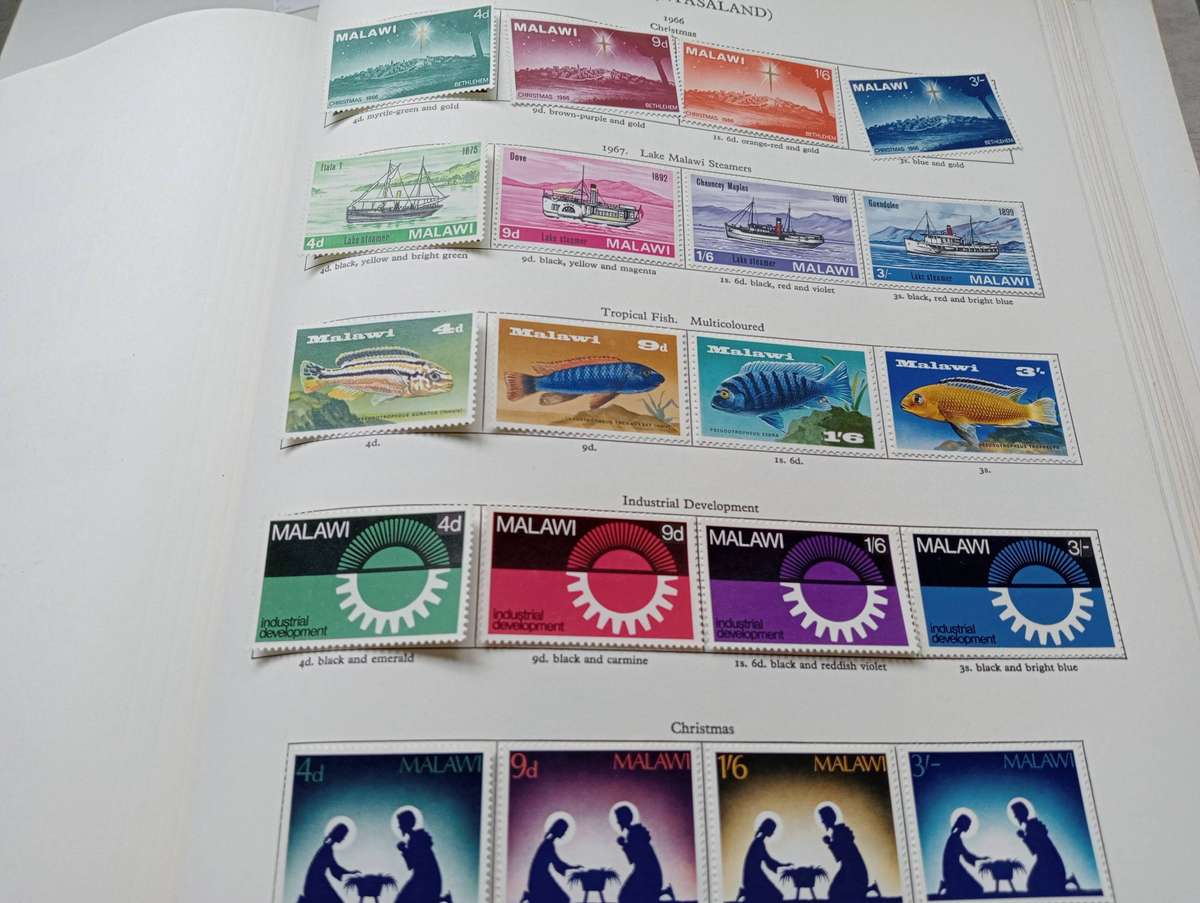 NYASALAND)
1966
Christmas
MALAWI 4d
CHRISTMAS 1966 BETHLEHEM
MALAWI 9d
CHRISTMAS 1966 BETHLEHEM
MALAWI 1/6
CHRISTMAS 1966 BETHLEHEM
MALAWI 3/-
CHRISTMAS 1966 BETHLEHEM
4d. myrtle-green and gold
9d. brown-purple and gold
1s. 6d. orange-red and gold
3s. blue and gold
1967. Lake Malawi Steamers
Ilala 1 1875
4d Lake steamer MALAWI
Dove 1892
9d Lake steamer MALAWI
Chauncey Maples 1901
1/6 Lake steamer MALAWI
Guendolen 1899
3/- Lake steamer MALAWI
4d. black, yellow and bright green
9d. black, yellow and magenta
1s. 6d. black, red and violet
3s. black, red and bright blue
Tropical Fish. Multicoloured
Malawi 4d
PSEUDOTROPHEUS AURATUS
Malawi 9d
Malawi
PSEUDOTROPHEUS ZEBRA 1/6
Malawi 3/-
PSEUDOTROPHEUS
4d.
9d.
1s. 6d.
3s.
Industrial Development
MALAWI 4d
industrial
development
MALAWI 9d
industrial
development
MALAWI 1/6
industrial
development
MALAWI 3/-
industrial
development
4d. black and emerald
9d. black and carmine
1s. 6d. black and reddish violet
3s. black and bright blue
Christmas
4d MALAWI
9d MALAWI
1/6 MALAWI
3/- MALAWI